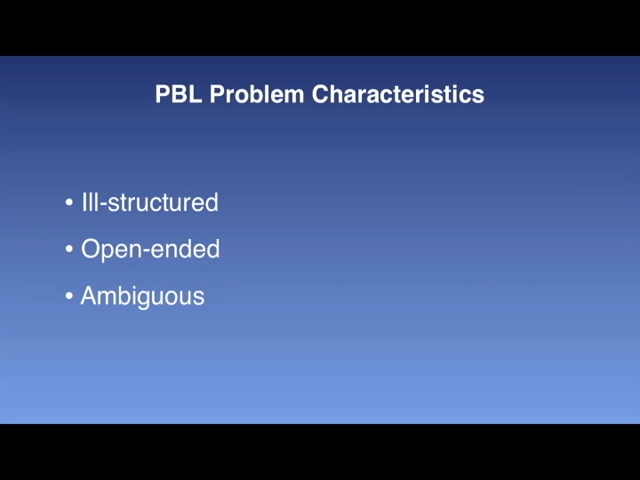 PBL Problem Characteristics
• Ill-structured
• Open-ended
• Ambiguous